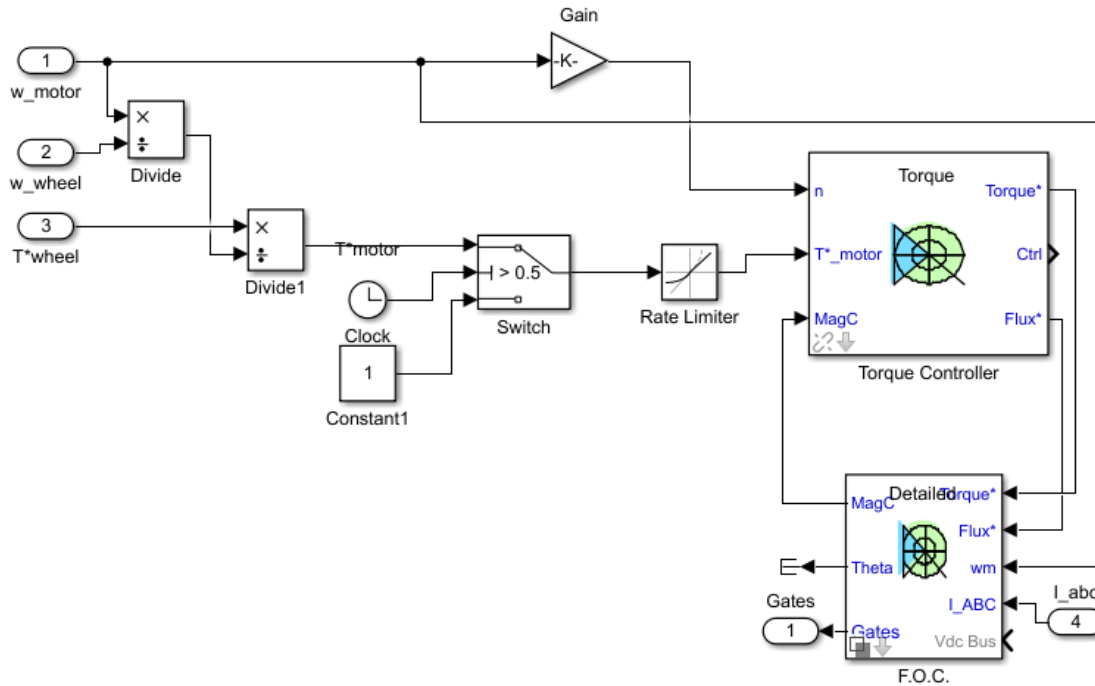 Gain
1
-K-
w_motor
×
÷
2
w_wheel
Divide
3
T*wheel
×
÷
Divide1
T*motor
> 0.5
Clock
Switch
1
Constant1
Rate Limiter
Torque
n
Torque*
T*_motor
Ctrl
MagC
Flux*
Torque Controller
Detailed
MagC
Torque*
Flux*
Theta
wm
I_ABC
I_abc
4
Gates
1
Gates
Vdc Bus
F.O.C.